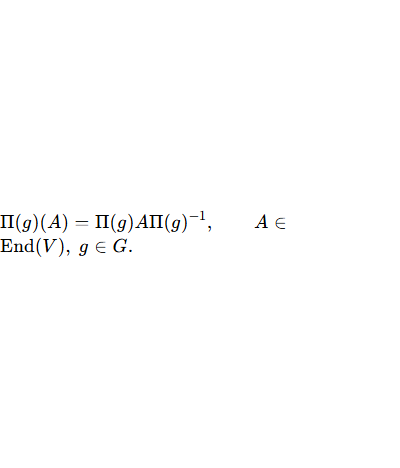 Π(g)(A) = Π(g)AΠ(g)⁻¹, A ∈
End(V), g ∈ G.